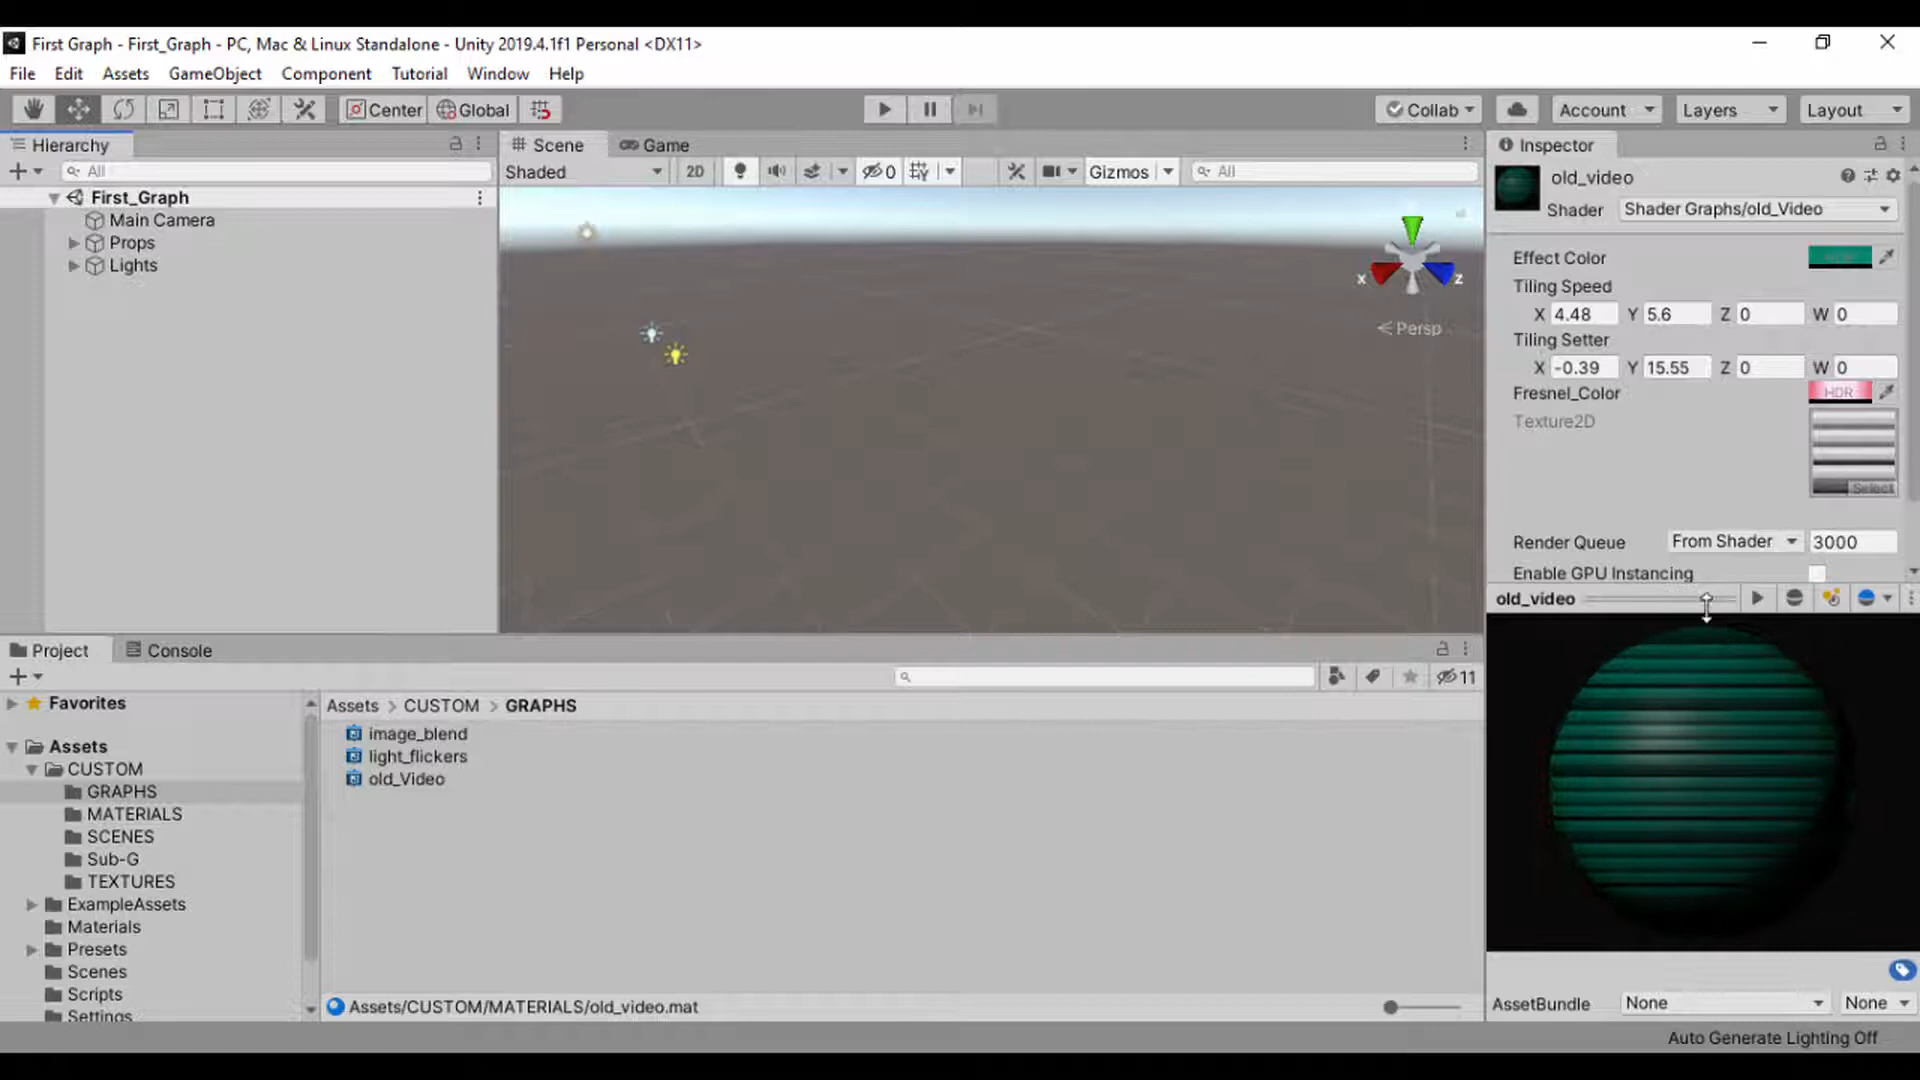 First Graph - First_Graph - PC, Mac & Linux Standalone - Unity 2019.4.1f1 Personal <DX11>
File Edit Assets GameObject Component Tutorial Window Help
Center Global Collab Account Layers Layout
Hierarchy
All
First_Graph
Main Camera
Props
Lights
Scene Game
Shaded 2D 0 Gizmos All
x z
Persp
Inspector
old_video
Shader Shader Graphs/old_Video
Effect Color
Tiling Speed
X 4.48 Y 5.6 Z 0 W 0
Tiling Setter
X -0.39 Y 15.55 Z 0 W 0
Fresnel_Color HDR
Texture2D
Select
Render Queue From Shader 3000
Enable GPU Instancing
old_video
AssetBundle None None
Project Console
11
Favorites
Assets
CUSTOM
GRAPHS
MATERIALS
SCENES
Sub-G
TEXTURES
ExampleAssets
Materials
Presets
Scenes
Scripts
Settings
Assets > CUSTOM > GRAPHS
image_blend
light_flickers
old_Video
Assets/CUSTOM/MATERIALS/old_video.mat
Auto Generate Lighting Off